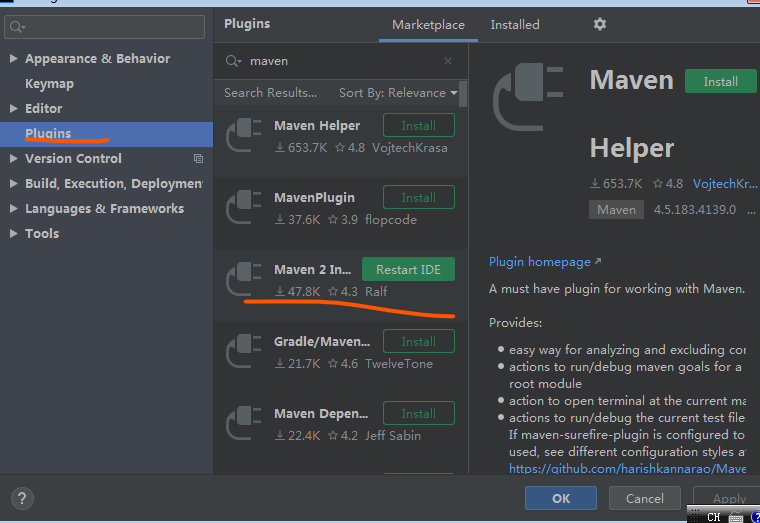 Plugins
Marketplace
Installed
Appearance & Behavior
Keymap
Editor
Plugins
Version Control
Build, Execution, Deploymen
Languages & Frameworks
Tools
maven
Search Results...
Sort By: Relevance
Maven Helper
Install
653.7K
4.8
VojtechKrasa
MavenPlugin
Install
37.6K
3.9
flopcode
Maven 2 In...
Restart IDE
47.8K
4.3
Ralf
Gradle/Maven...
Install
21.7K
4.6
TwelveTone
Maven Depen...
Install
22.4K
4.2
Jeff Sabin
Maven
Install
Helper
653.7K
4.8
VojtechKr...
Maven
4.5.183.4139.0
...
Plugin homepage
A must have plugin for working with Maven.
Provides:
easy way for analyzing and excluding con
actions to run/debug maven goals for a
root module
action to open terminal at the current ma
actions to run/debug the current test file
If maven-surefire-plugin is configured to
used, see different configuration styles a
https://github.com/harishkannarao/Mave
?
OK
Cancel
Apply
CH
?